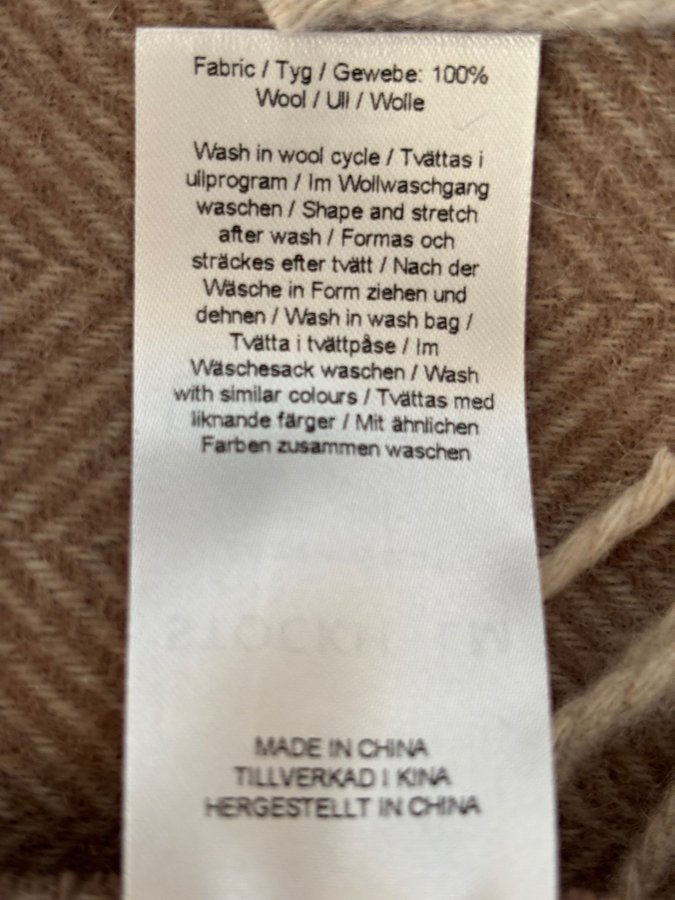 Fabric / Tyg / Gewebe: 100%
Wool / Ull / Wolle
Wash in wool cycle / Tvättas i
ullprogram / Im Wollwaschgang
waschen / Shape and stretch
after wash / Formas och
sträckes efter tvätt / Nach der
Wäsche in Form ziehen und
dehnen / Wash in wash bag /
Tvätta i tvättpåse / Im
Wäschesack waschen / Wash
with similar colours / Tvättas med
liknande färger / Mit ähnlichen
Farben zusammen waschen
MADE IN CHINA
TILLVERKAD I KINA
HERGESTELLT IN CHINA